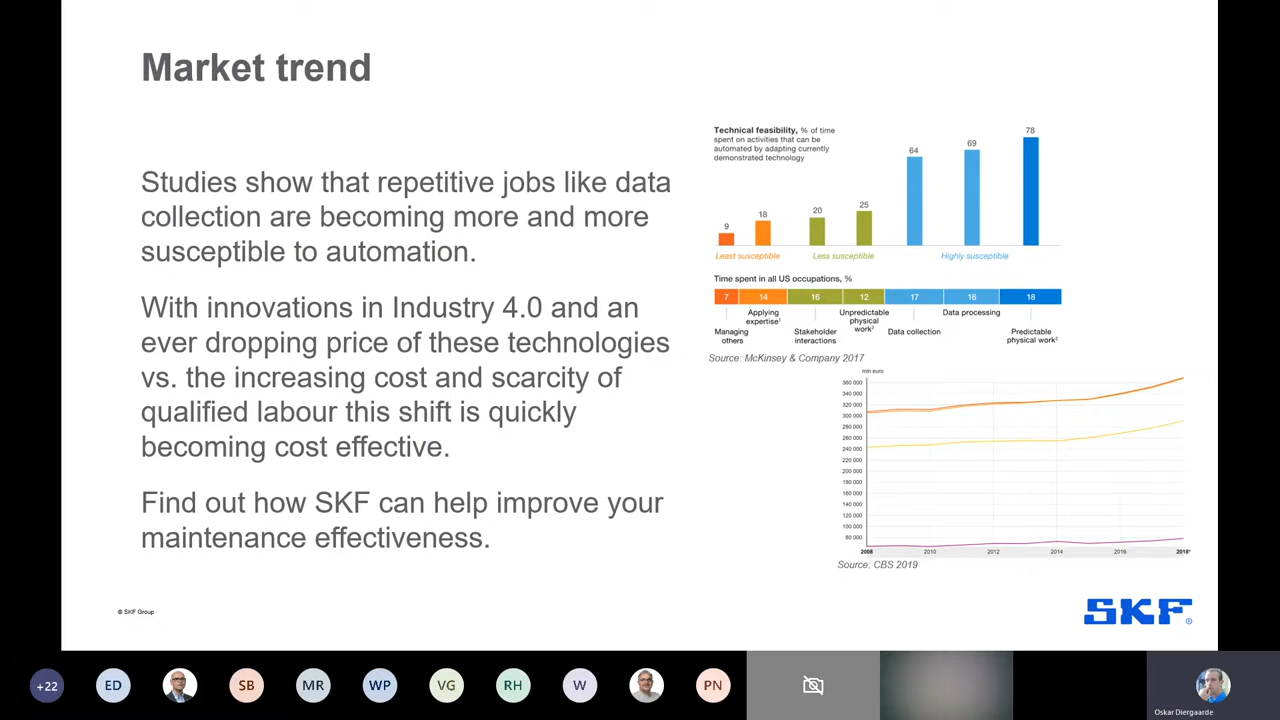 Market trend
Studies show that repetitive jobs like data
collection are becoming more and more
susceptible to automation.
With innovations in Industry 4.0 and an
ever dropping price of these technologies
vs. the increasing cost and scarcity of
qualified labour this shift is quickly
becoming cost effective.
Find out how SKF can help improve your
maintenance effectiveness.
Technical feasibility, % of time
spent on activities that can be
automated by adapting currently
demonstrated technology
9
18
20
25
64
69
78
Least susceptible
Less susceptible
Highly susceptible
Time spent in all US occupations, %
7
14
16
12
17
16
18
Managing
others
Applying
expertise¹
Stakeholder
interactions
Unpredictable
physical
work²
Data collection
Data processing
Predictable
physical work²
Source: McKinsey & Company 2017
mln euro
360 000
340 000
320 000
300 000
280 000
260 000
240 000
220 000
200 000
180 000
160 000
140 000
120 000
100 000
80 000
2008
2010
2012
2014
2016
2018*
Source: CBS 2019
© SKF Group
SKF®
+22
ED
SB
MR
WP
VG
RH
W
PN
Oskar Diergaarde